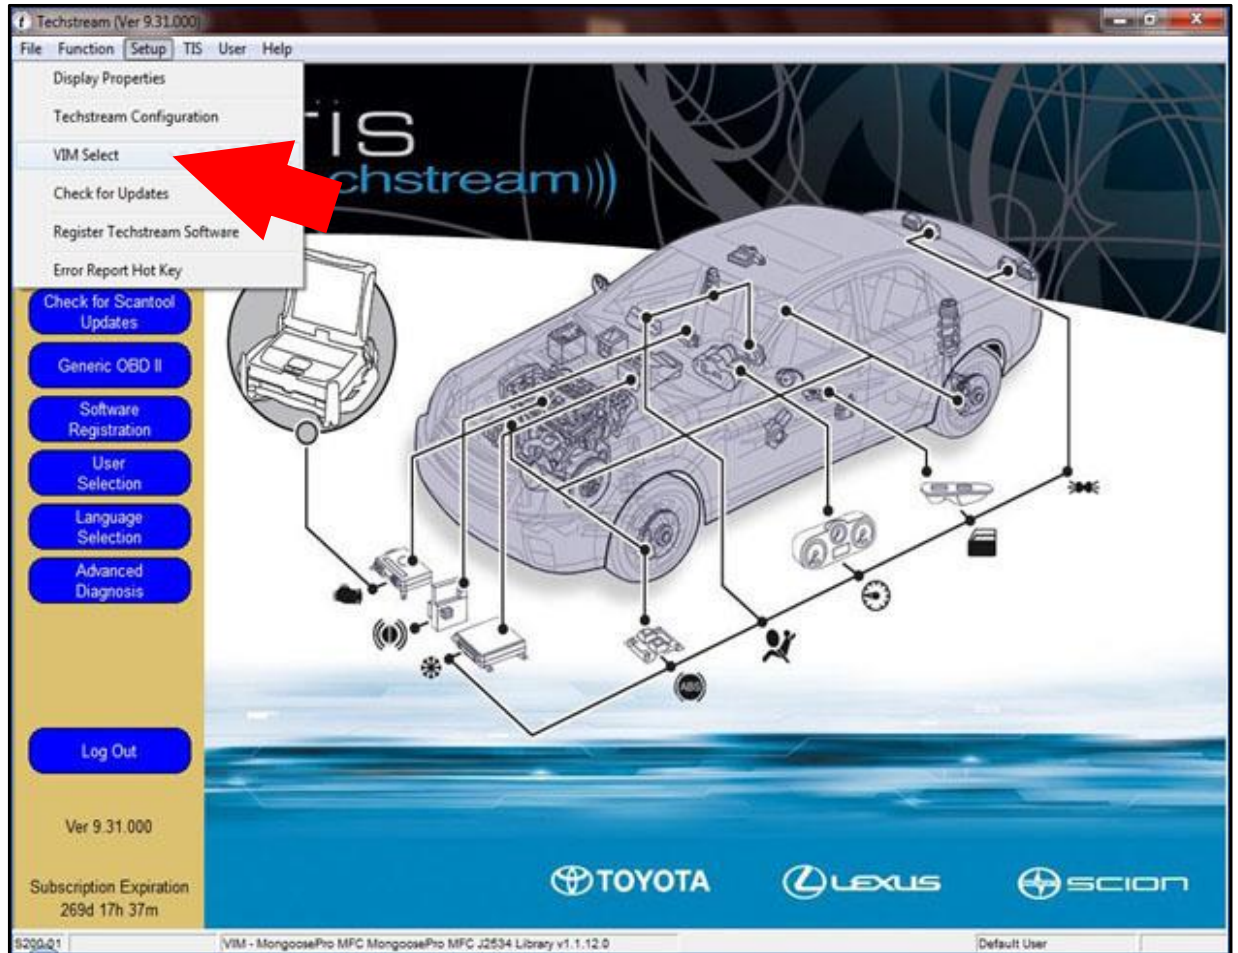 Techstream (Ver 9.31.000)
File Function Setup TIS User Help
Display Properties
Techstream Configuration
VIM Select
Check for Updates
Register Techstream Software
Error Report Hot Key
TIS
chstream
Check for Scantool
Updates
Generic OBD II
Software
Registration
User
Selection
Language
Selection
Advanced
Diagnosis
Log Out
Ver 9.31.000
Subscription Expiration
269d 17h 37m
ABS
TOYOTA
LEXUS
SCION
S200-01
VIM - MongoosePro MFC MongoosePro MFC J2534 Library v1.1.12.0
Default User